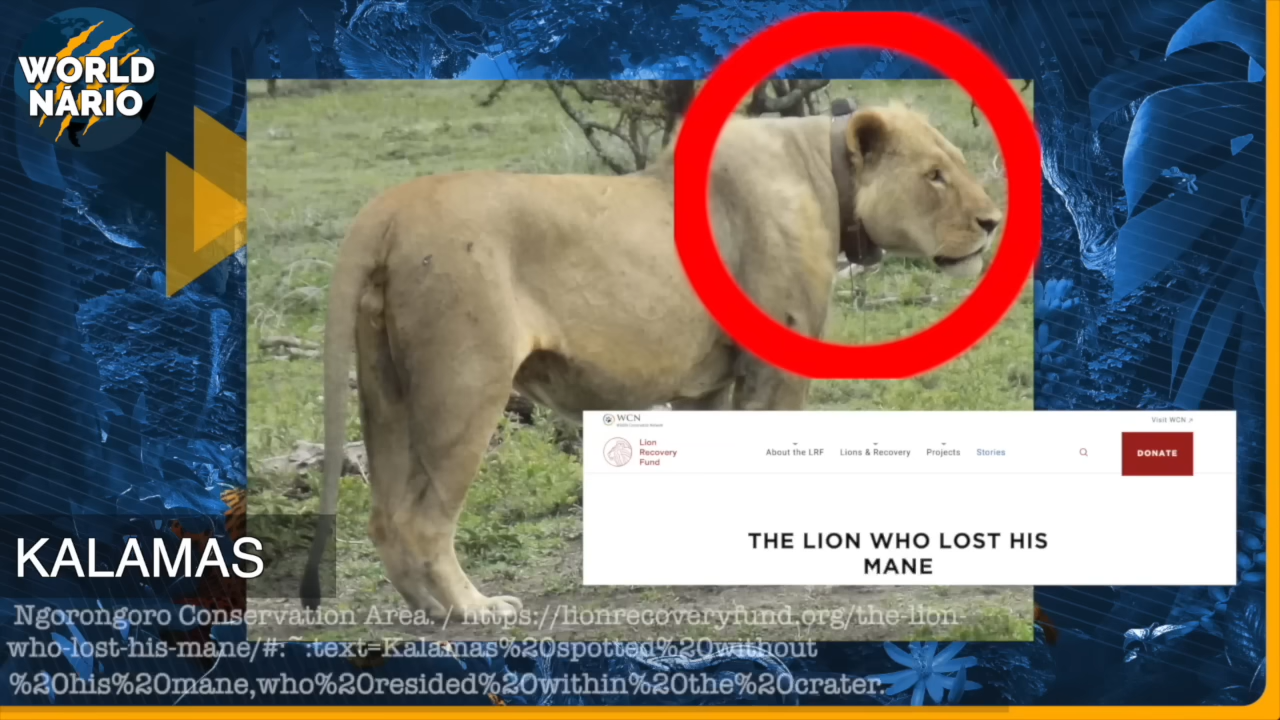 WORLD
NÁRIO
WCN
Visit WCN ↗
Lion
Recovery
Fund
About the LRF Lions & Recovery Projects Stories
DONATE
THE LION WHO LOST HIS
MANE
KALAMAS
Ngorongoro Conservation Area. / https://lionrecoveryfund.org/the-lion-
who-lost-his-mane/#:~:text=Kalamas%20spotted%20without
%20his%20mane,who%20resided%20within%20the%20crater.